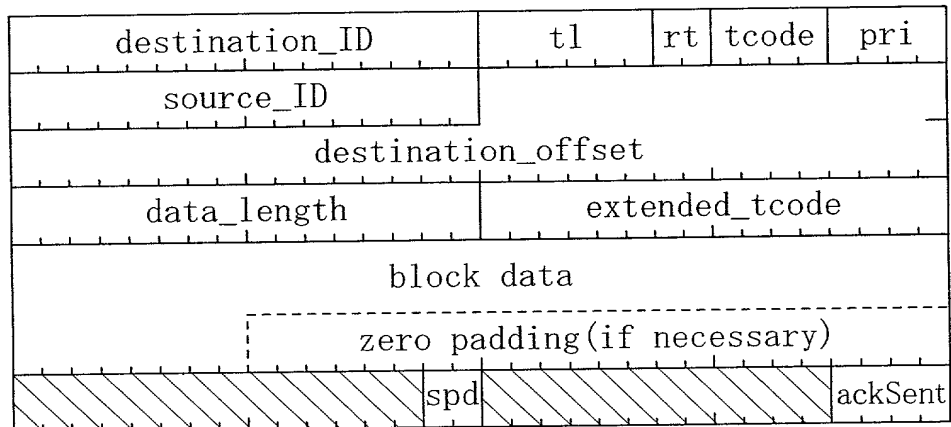 destination_ID tl rt tcode pri
source_ID
destination_offset
data_length extended_tcode
block data
zero padding(if necessary)
spd ackSent